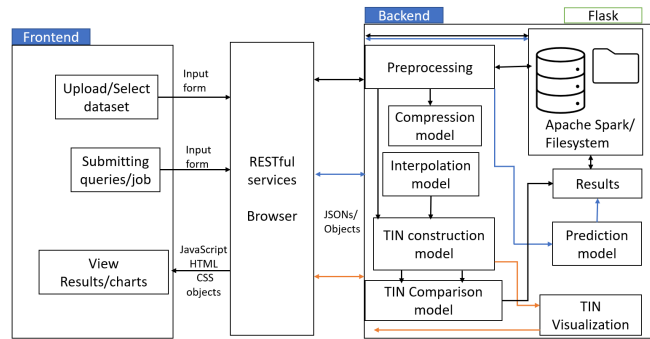 Backend
Flask
Frontend
Upload/Select
dataset
Input
form
Submitting
queries/job
Input
form
View
Results/charts
JavaScript
HTML
CSS
objects
RESTful
services
Browser
JSONs/
Objects
Preprocessing
Compression
model
Interpolation
model
TIN construction
model
TIN Comparison
model
Apache Spark/
Filesystem
Results
Prediction
model
TIN
Visualization